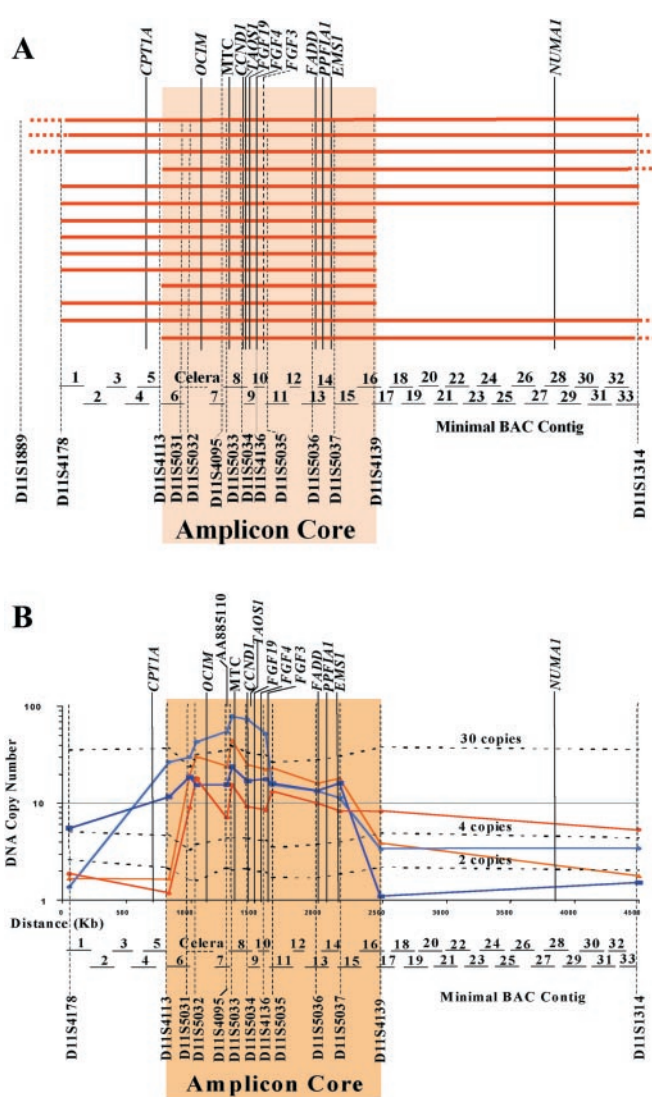 A
CPT1A
OCIM
MTC
CCND1
TAOS1
FGF19
FGF4
FGF3
FADD
PPFIA1
EMS1
NUMA1
1 3 5 Celera 8 10 12 14 16 18 20 22 24 26 28 30 32
2 4 6 7 9 11 13 15 17 19 21 23 25 27 29 31 33
Minimal BAC Contig
D11S1889
D11S4178
D11S4113
D11S5031
D11S5032
D11S4095
D11S5033
D11S5034
D11S4136
D11S5035
D11S5036
D11S5037
D11S4139
D11S1314
Amplicon Core
B
CPT1A
OCIM
AA885110
MTC
CCND1
TAOS1
FGF19
FGF4
FGF3
FADD
PPFIA1
EMS1
NUMA1
DNA Copy Number
100
10
1
30 copies
4 copies
2 copies
Distance (Kb)
0 500 1000 1500 2000 2500 3000 3500 4000 4500
1 3 5 Celera 8 10 12 14 16 18 20 22 24 26 28 30 32
2 4 6 7 9 11 13 15 17 19 21 23 25 27 29 31 33
Minimal BAC Contig
D11S4178
D11S4113
D11S5031
D11S5032
D11S4095
D11S5033
D11S5034
D11S4136
D11S5035
D11S5036
D11S5037
D11S4139
D11S1314
Amplicon Core